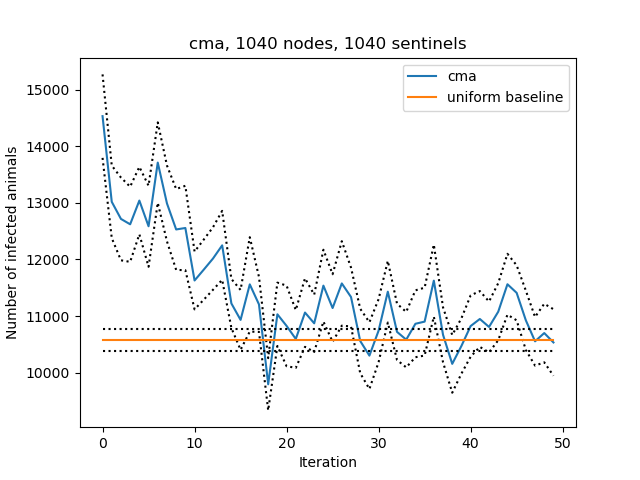 cma, 1040 nodes, 1040 sentinels
cma
uniform baseline
Number of infected animals
15000
14000
13000
12000
11000
10000
0 10 20 30 40 50
Iteration